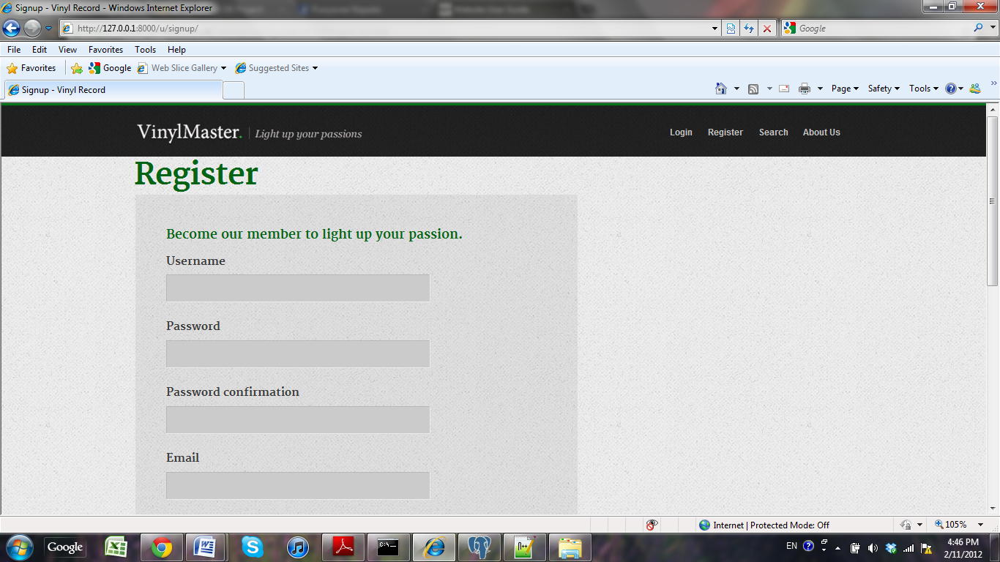 Signup - Vinyl Record - Windows Internet Explorer
http://127.0.0.1:8000/u/signup/
Google
File Edit View Favorites Tools Help
Favorites Google Web Slice Gallery Suggested Sites
Signup - Vinyl Record
Page Safety Tools »
VinylMaster. | Light up your passions
Login Register Search About Us
Register
Become our member to light up your passion.
Username
Password
Password confirmation
Email
Internet | Protected Mode: Off
105%
Google
C:\_
EN
4:46 PM
2/11/2012